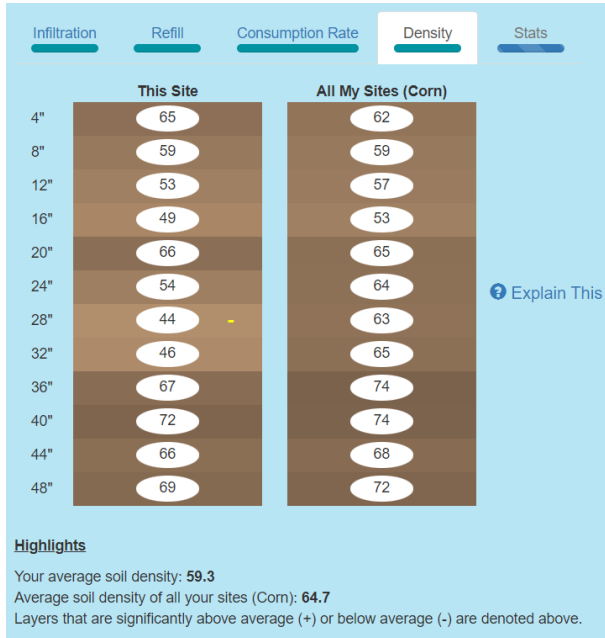 Infiltration Refill Consumption Rate Density Stats
This Site All My Sites (Corn)
4" 65 62
8" 59 59
12" 53 57
16" 49 53
20" 66 65
24" 54 64
Explain This
28" 44 - 63
32" 46 65
36" 67 74
40" 72 74
44" 66 68
48" 69 72
Highlights
Your average soil density: 59.3
Average soil density of all your sites (Corn): 64.7
Layers that are significantly above average (+) or below average (-) are denoted above.